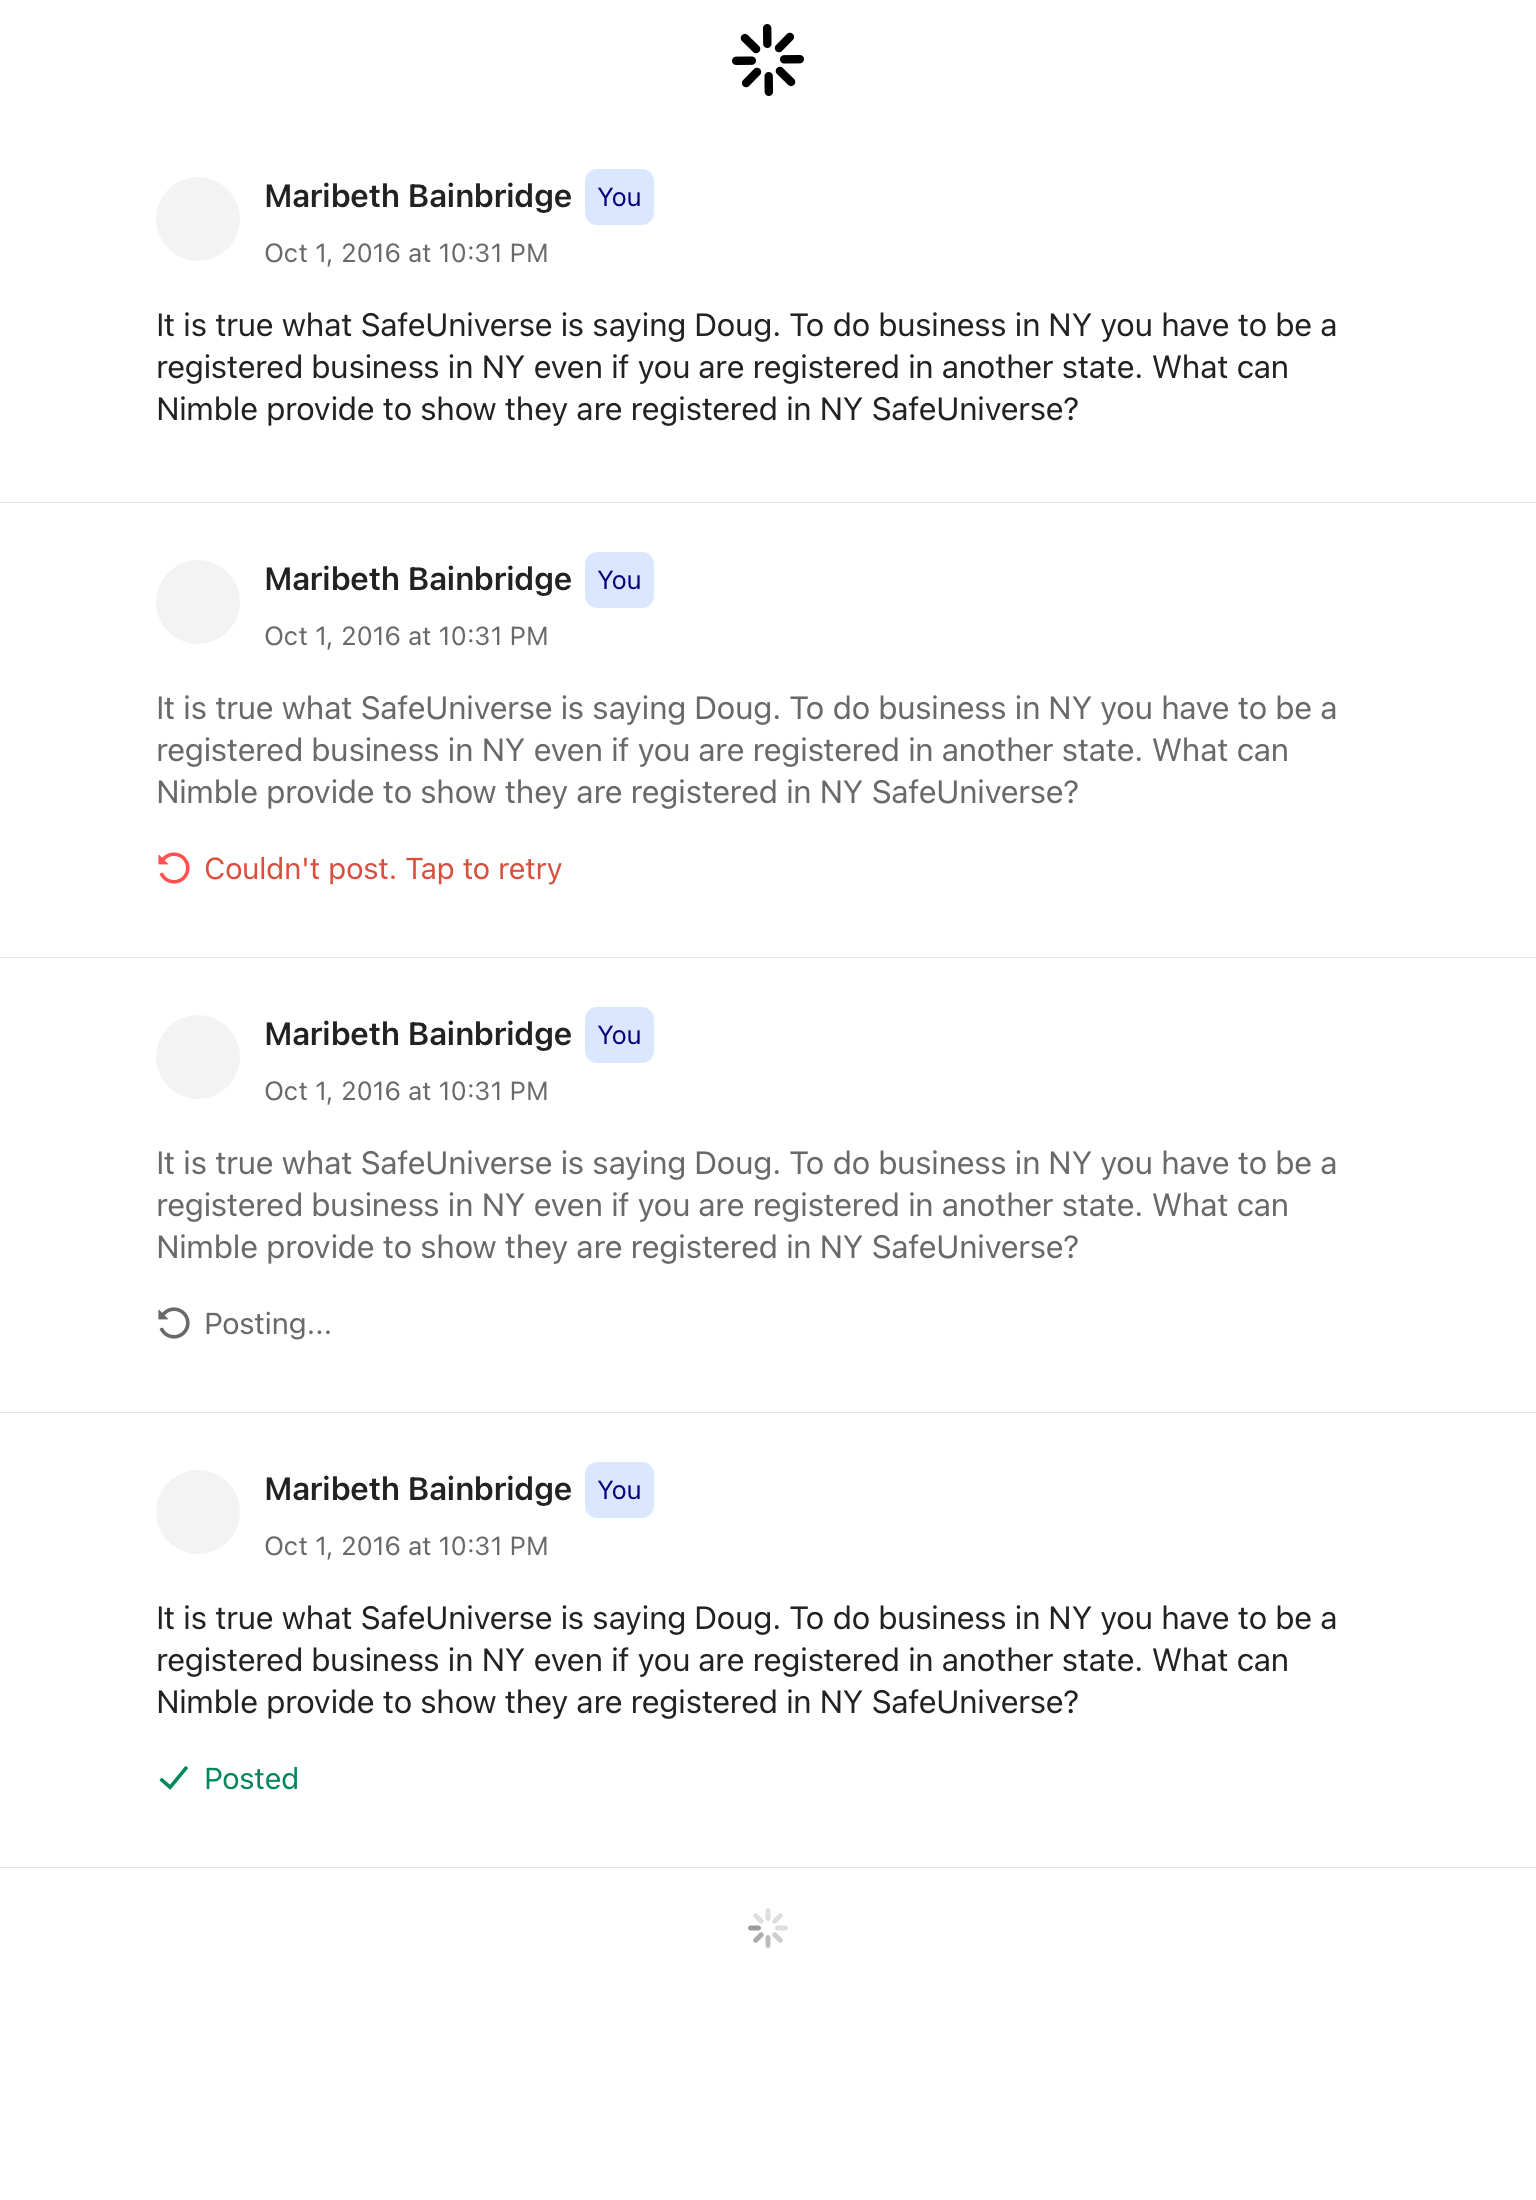 Maribeth Bainbridge You
Oct 1, 2016 at 10:31 PM
It is true what SafeUniverse is saying Doug. To do business in NY you have to be a
registered business in NY even if you are registered in another state. What can
Nimble provide to show they are registered in NY SafeUniverse?
Maribeth Bainbridge You
Oct 1, 2016 at 10:31 PM
It is true what SafeUniverse is saying Doug. To do business in NY you have to be a
registered business in NY even if you are registered in another state. What can
Nimble provide to show they are registered in NY SafeUniverse?
Couldn't post. Tap to retry
Maribeth Bainbridge You
Oct 1, 2016 at 10:31 PM
It is true what SafeUniverse is saying Doug. To do business in NY you have to be a
registered business in NY even if you are registered in another state. What can
Nimble provide to show they are registered in NY SafeUniverse?
Posting...
Maribeth Bainbridge You
Oct 1, 2016 at 10:31 PM
It is true what SafeUniverse is saying Doug. To do business in NY you have to be a
registered business in NY even if you are registered in another state. What can
Nimble provide to show they are registered in NY SafeUniverse?
Posted